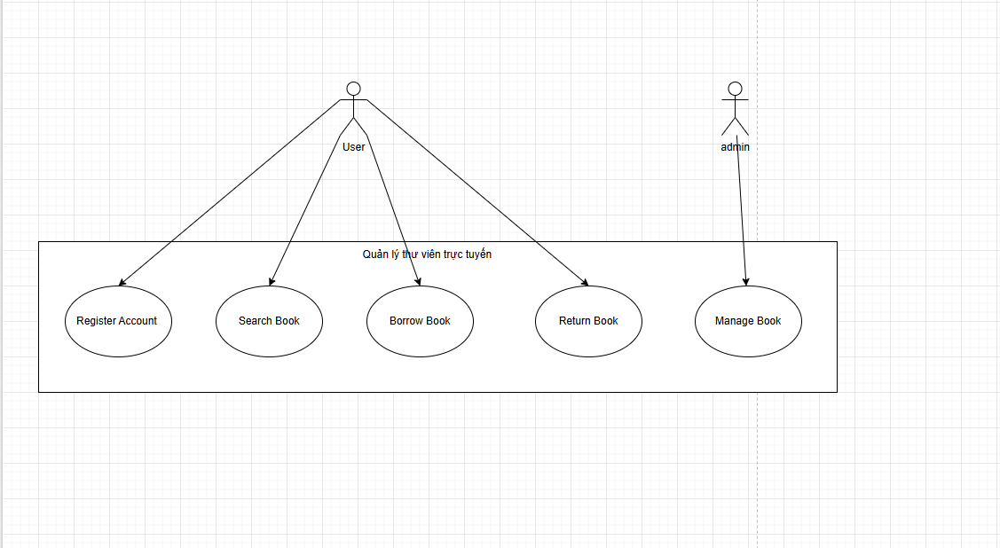 User
admin
Quản lý thư viên trực tuyến
Register Account
Search Book
Borrow Book
Return Book
Manage Book